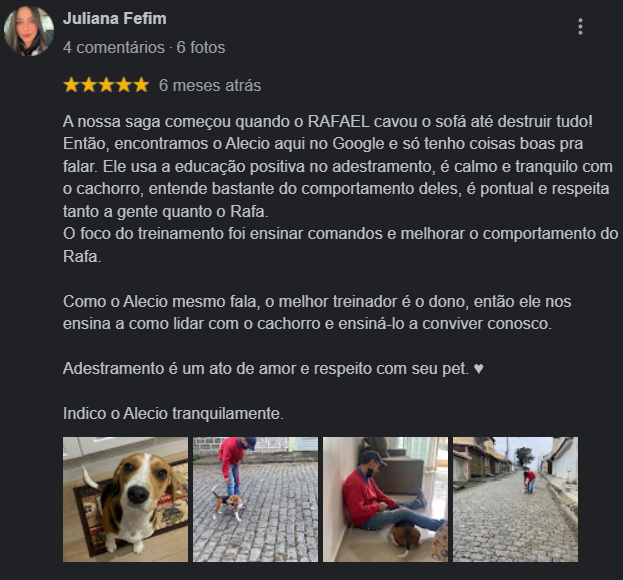 Juliana Fefim
4 comentários · 6 fotos
6 meses atrás
A nossa saga começou quando o RAFAEL cavou o sofá até destruir tudo!
Então, encontramos o Alecio aqui no Google e só tenho coisas boas pra
falar. Ele usa a educação positiva no adestramento, é calmo e tranquilo com
o cachorro, entende bastante do comportamento deles, é pontual e respeita
tanto a gente quanto o Rafa.
O foco do treinamento foi ensinar comandos e melhorar o comportamento do
Rafa.
Como o Alecio mesmo fala, o melhor treinador é o dono, então ele nos
ensina a como lidar com o cachorro e ensiná-lo a conviver conosco.
Adestramento é um ato de amor e respeito com seu pet. ♥
Indico o Alecio tranquilamente.